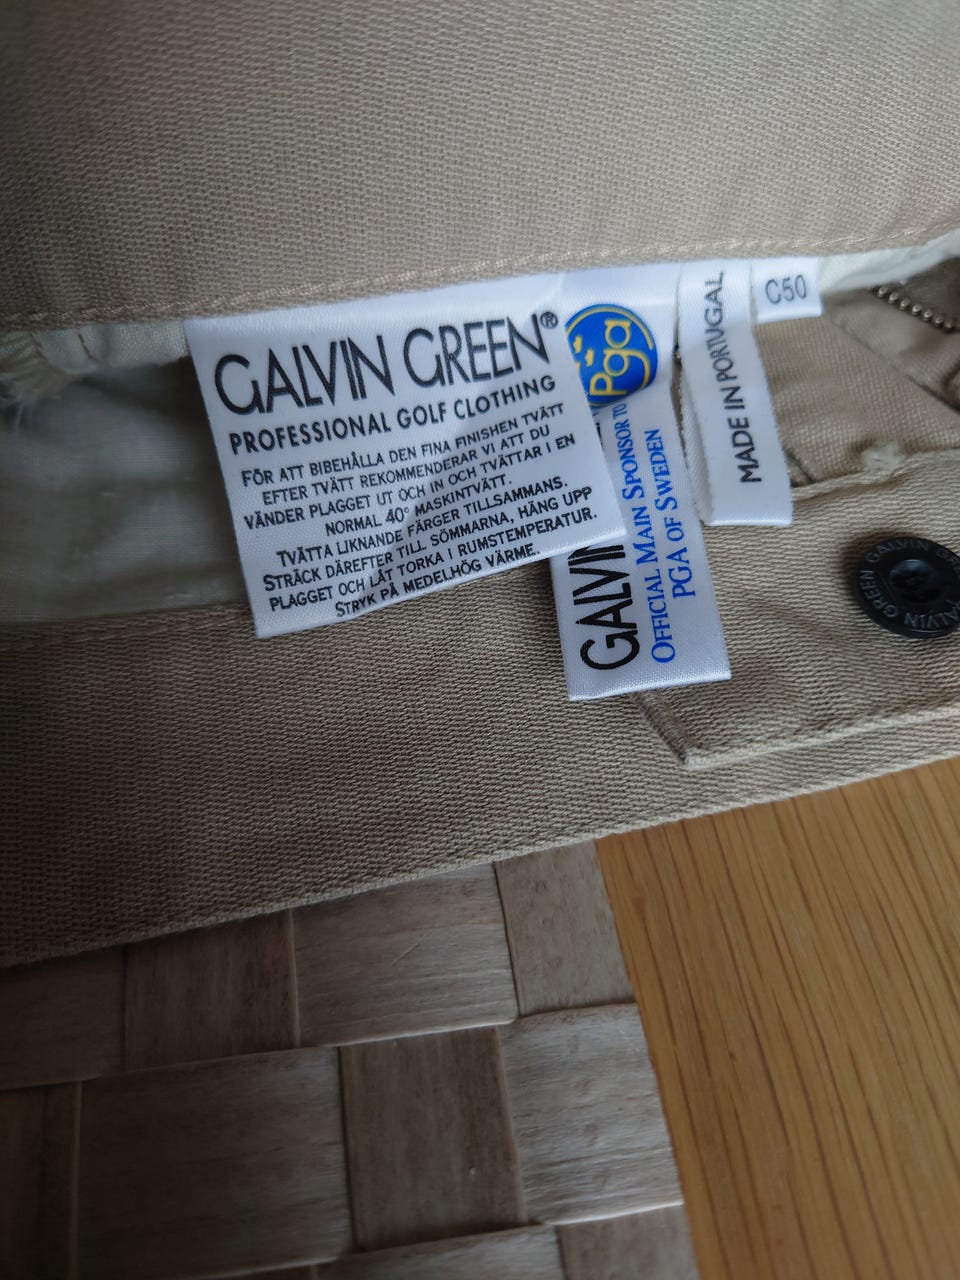 GALVIN GREEN®
PROFESSIONAL GOLF CLOTHING
FÖR ATT BIBEHÅLLA DEN FINA FINISHEN TVÄTT
EFTER TVÄTT REKOMMENDERAR VI ATT DU
VÄNDER PLAGGET UT OCH IN OCH TVÄTTAR I EN
NORMAL 40° MASKINTVÄTT.
TVÄTTA LIKNANDE FÄRGER TILLSAMMANS.
STRÄCK DÄREFTER TILL SÖMMARNA, HÄNG UPP
PLAGGET OCH LÅT TORKA I RUMSTEMPERATUR.
STRYK PÅ MEDELHÖG VÄRME.
Pga
GALVIN
OFFICIAL MAIN SPONSOR TO
PGA OF SWEDEN
MADE IN PORTUGAL
C50
GALVIN GREEN GALVIN